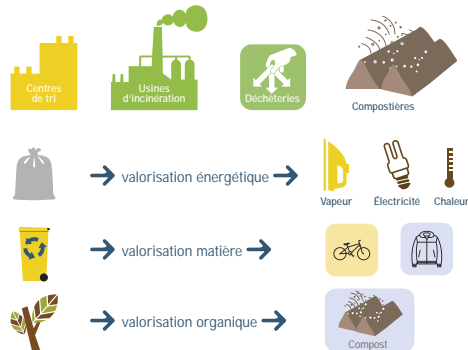 Centres
de tri
Usines
d'incinération
Déchèteries
Compostières
valorisation énergétique
Vapeur
Électricité
Chaleur
valorisation matière
valorisation organique
Compost